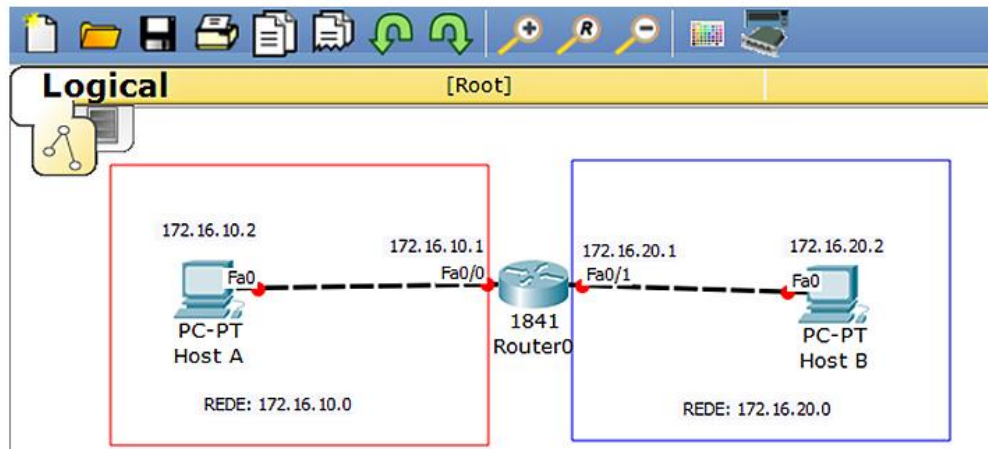 R
Logical
[Root]
172.16.10.2
172.16.10.1
172.16.20.1
172.16.20.2
Fa0
Fa0/0
Fa0/1
Fa0
PC-PT
Host A
1841
Router0
PC-PT
Host B
REDE: 172.16.10.0
REDE: 172.16.20.0